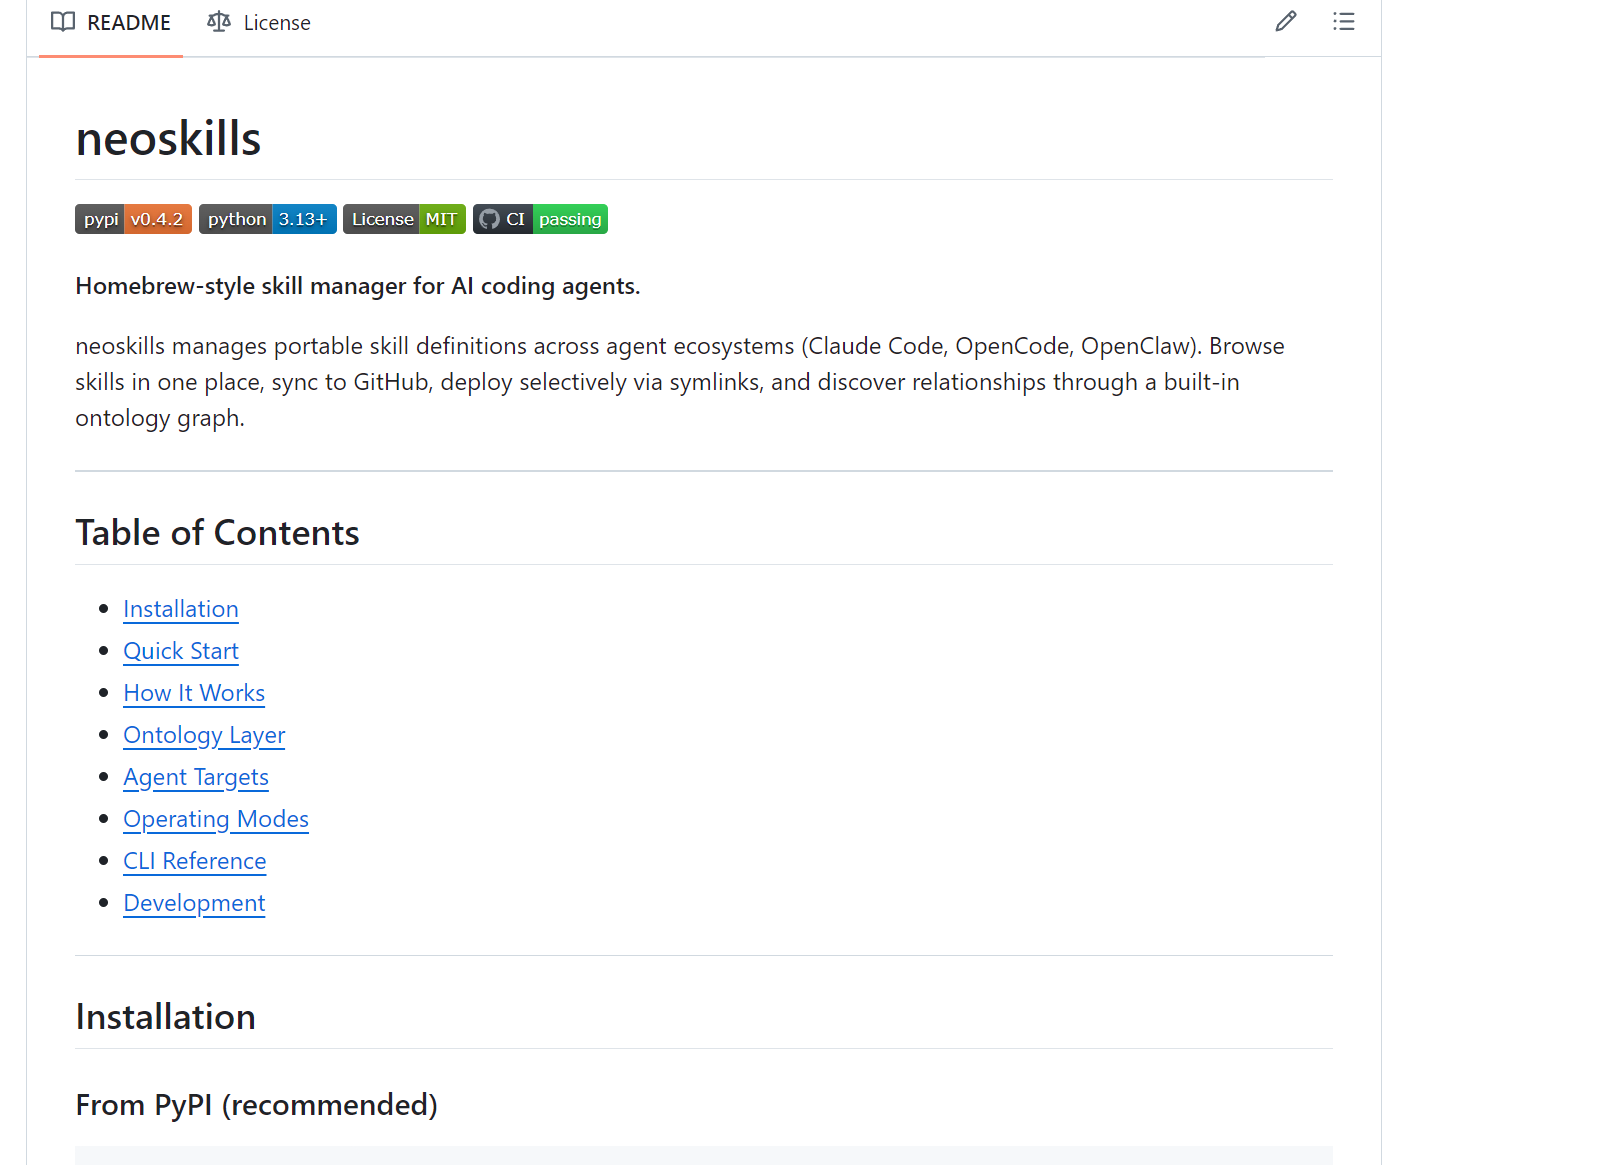 README License
neoskills
pypi v0.4.2 python 3.13+ License MIT CI passing
Homebrew-style skill manager for AI coding agents.
neoskills manages portable skill definitions across agent ecosystems (Claude Code, OpenCode, OpenClaw). Browse
skills in one place, sync to GitHub, deploy selectively via symlinks, and discover relationships through a built-in
ontology graph.
Table of Contents
Installation
Quick Start
How It Works
Ontology Layer
Agent Targets
Operating Modes
CLI Reference
Development
Installation
From PyPI (recommended)